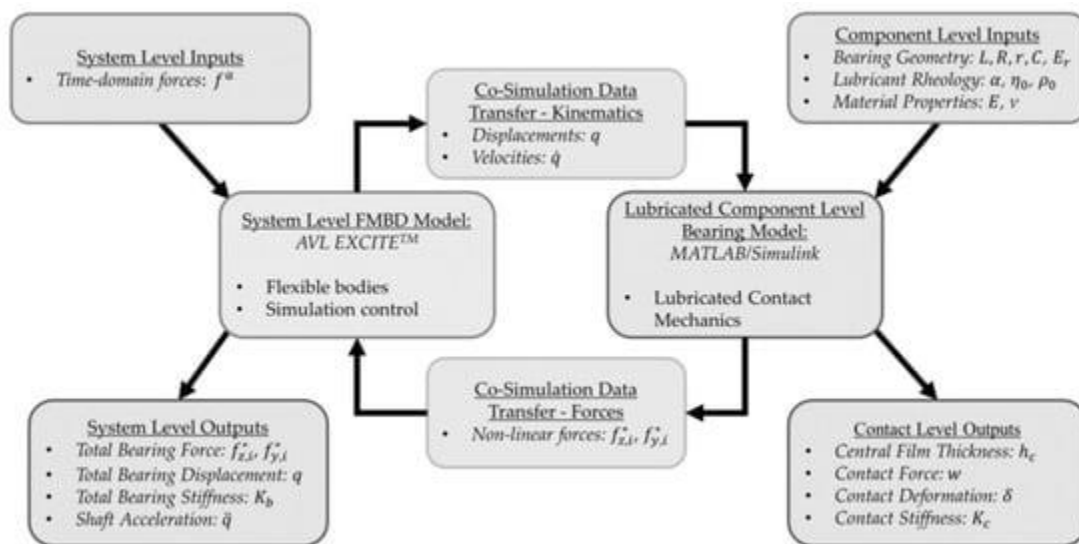 System Level Inputs
• Time-domain forces: fᵅ
Component Level Inputs
• Bearing Geometry: L, R, r, C, Eᵣ
• Lubricant Rheology: α, η₀, ρ₀
• Material Properties: E, ν
Co-Simulation Data
Transfer - Kinematics
• Displacements: q
• Velocities: q̇
System Level FMBD Model:
AVL EXCITE™
• Flexible bodies
• Simulation control
Lubricated Component Level
Bearing Model:
MATLAB/Simulink
• Lubricated Contact
Mechanics
Co-Simulation Data
Transfer - Forces
• Non-linear forces: f*z,i, f*y,i
System Level Outputs
• Total Bearing Force: f*z,i, f*y,i
• Total Bearing Displacement: q
• Total Bearing Stiffness: K_b
• Shaft Acceleration: q̈
Contact Level Outputs
• Central Film Thickness: h_c
• Contact Force: w
• Contact Deformation: δ
• Contact Stiffness: K_c